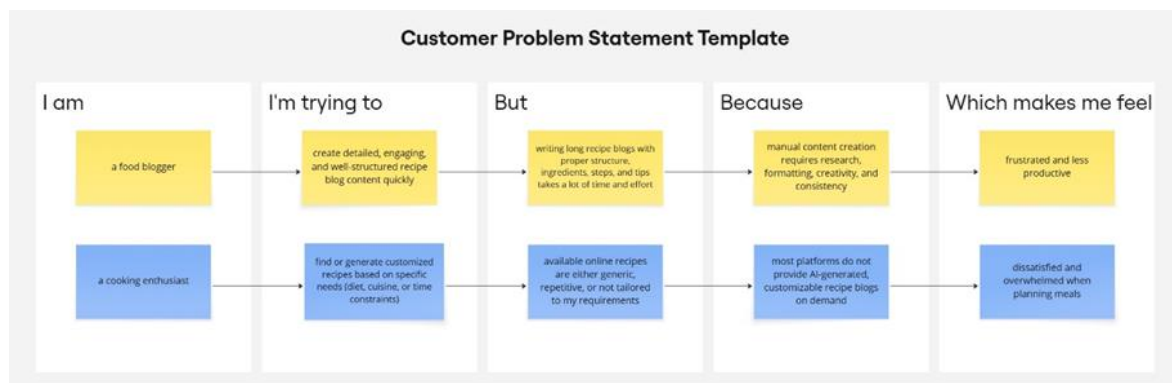 Customer Problem Statement Template
I am
I'm trying to
But
Because
Which makes me feel
a food blogger
create detailed, engaging,
and well-structured recipe
blog content quickly
writing long recipe blogs with
proper structure,
ingredients, steps, and tips
takes a lot of time and effort
manual content creation
requires research,
formatting, creativity, and
consistency
frustrated and less
productive
a cooking enthusiast
find or generate customized
recipes based on specific
needs (diet, cuisine, or time
constraints)
available online recipes
are either generic,
repetitive, or not tailored
to my requirements
most platforms do not
provide AI-generated,
customizable recipe blogs
on demand
dissatisfied and
overwhelmed when
planning meals